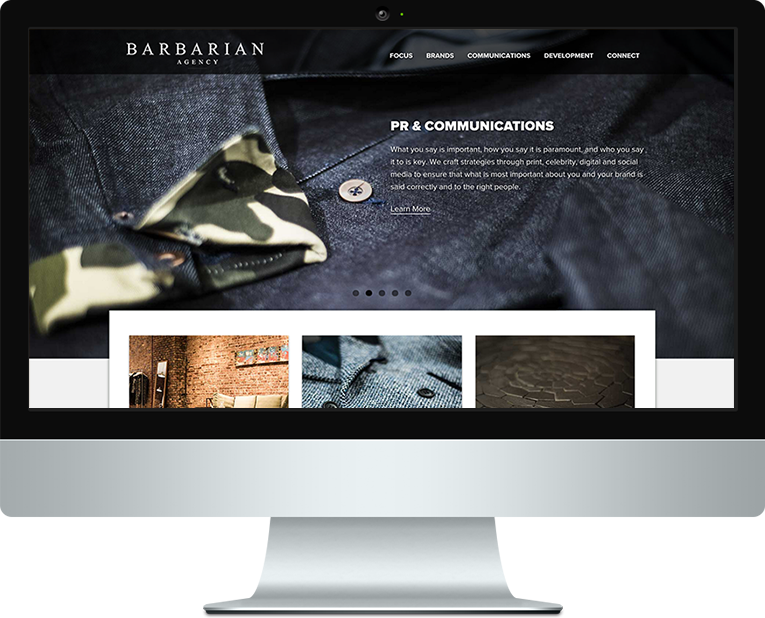 BARBARIAN
AGENCY
FOCUS BRANDS COMMUNICATIONS DEVELOPMENT CONNECT
PR & COMMUNICATIONS
What you say is important, how you say it is paramount, and who you say
it to is key. We craft strategies through print, celebrity, digital and social
media to ensure that what is most important about you and your brand is
said correctly and to the right people.
Learn More